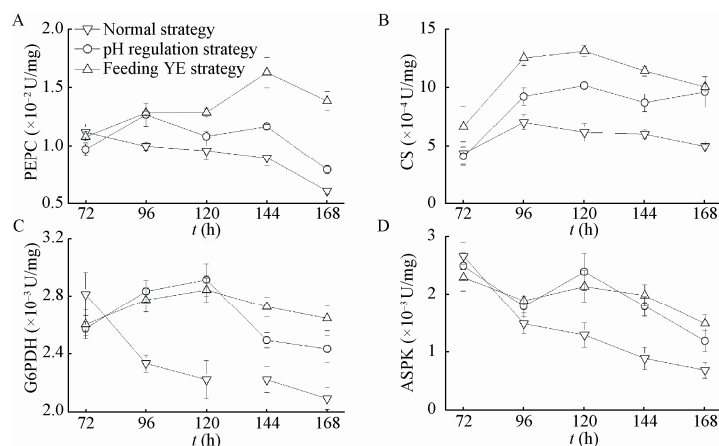 A
2.0
1.5
1.0
0.5
PEPC (×10⁻² U/mg)
Normal strategy
pH regulation strategy
Feeding YE strategy
72 96 120 144 168
t (h)
B
15
10
5
0
CS (×10⁻⁴ U/mg)
72 96 120 144 168
t (h)
C
3.2
2.8
2.4
2.0
G6PDH (×10⁻³ U/mg)
72 96 120 144 168
t (h)
D
3
2
1
0
ASPK (×10⁻³ U/mg)
72 96 120 144 168
t (h)